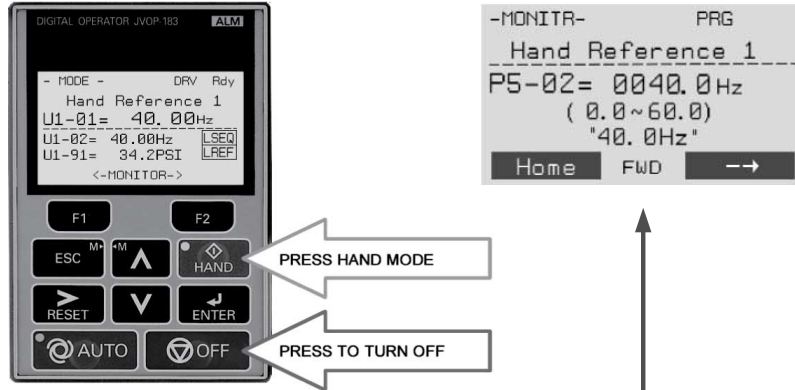 DIGITAL OPERATOR JVOP-183 ALM
- MODE - DRV Rdy
Hand Reference 1
U1-01= 40.00Hz
U1-02= 40.00Hz LSEQ
U1-91= 34.2PSI LREF
<-MONITOR->
F1 F2
ESC M▸ ◂M HAND
RESET ENTER
AUTO OFF
PRESS HAND MODE
PRESS TO TURN OFF
-MONITR- PRG
Hand Reference 1
P5-02= 0040.0Hz
( 0.0~60.0)
"40.0Hz"
Home FWD →